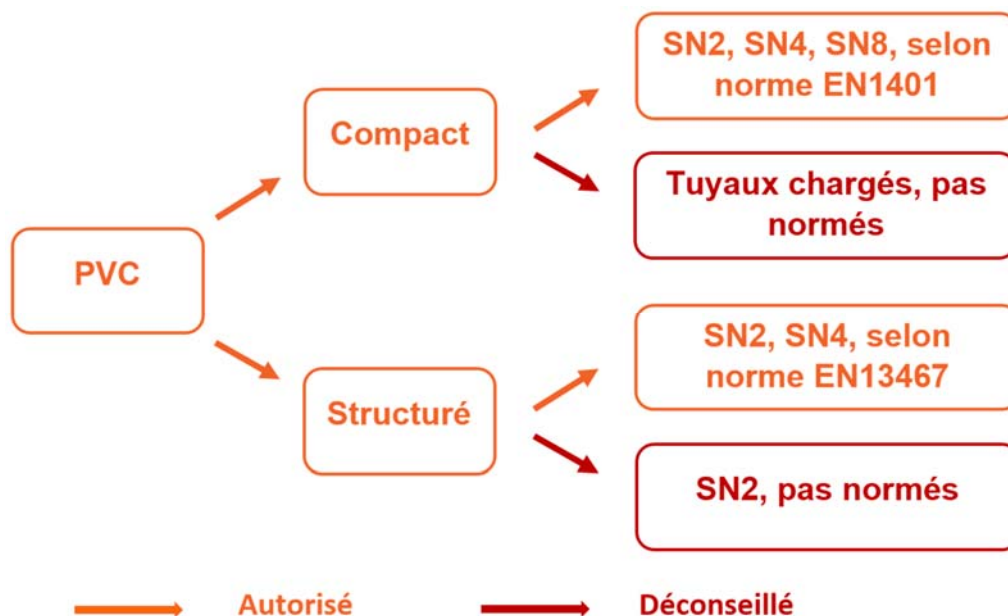 PVC
Compact
SN2, SN4, SN8, selon
norme EN1401
Tuyaux chargés, pas
normés
Structuré
SN2, SN4, selon
norme EN13467
SN2, pas normés
Autorisé
Déconseillé